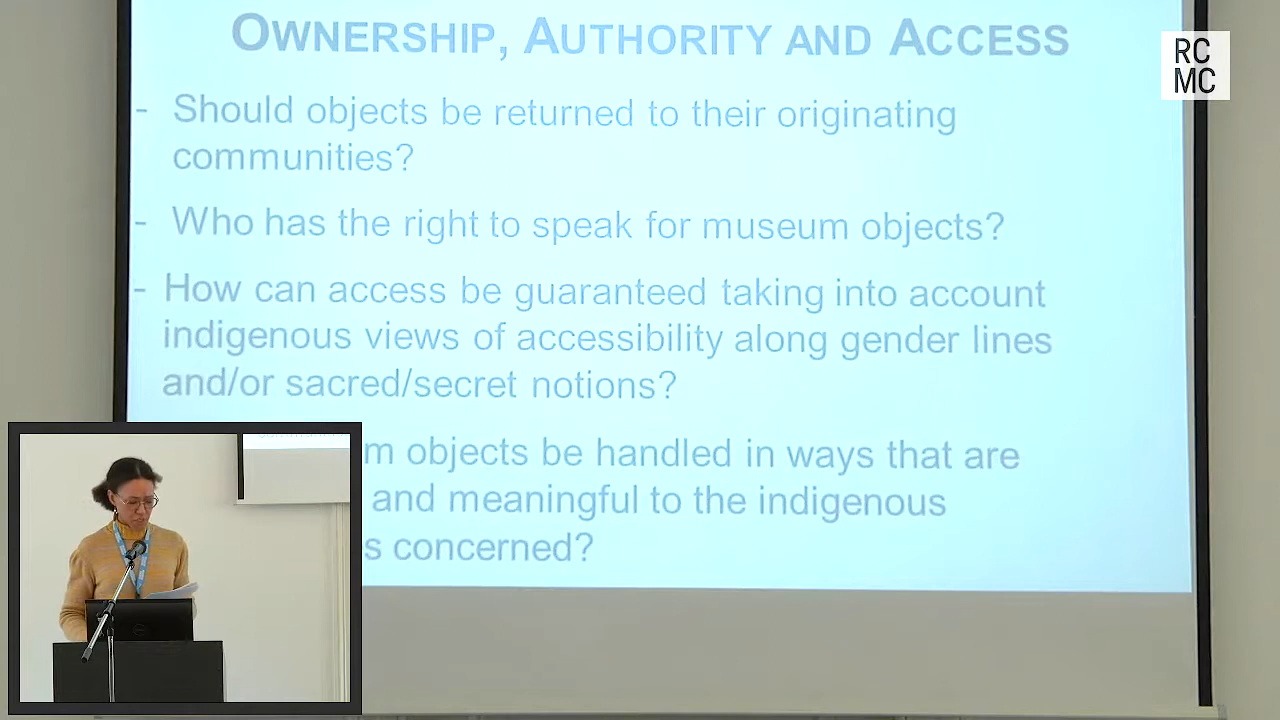 OWNERSHIP, AUTHORITY AND ACCESS
RC
MC
- Should objects be returned to their originating
communities?
- Who has the right to speak for museum objects?
- How can access be guaranteed taking into account
indigenous views of accessibility along gender lines
and/or sacred/secret notions?
m objects be handled in ways that are
and meaningful to the indigenous
s concerned?